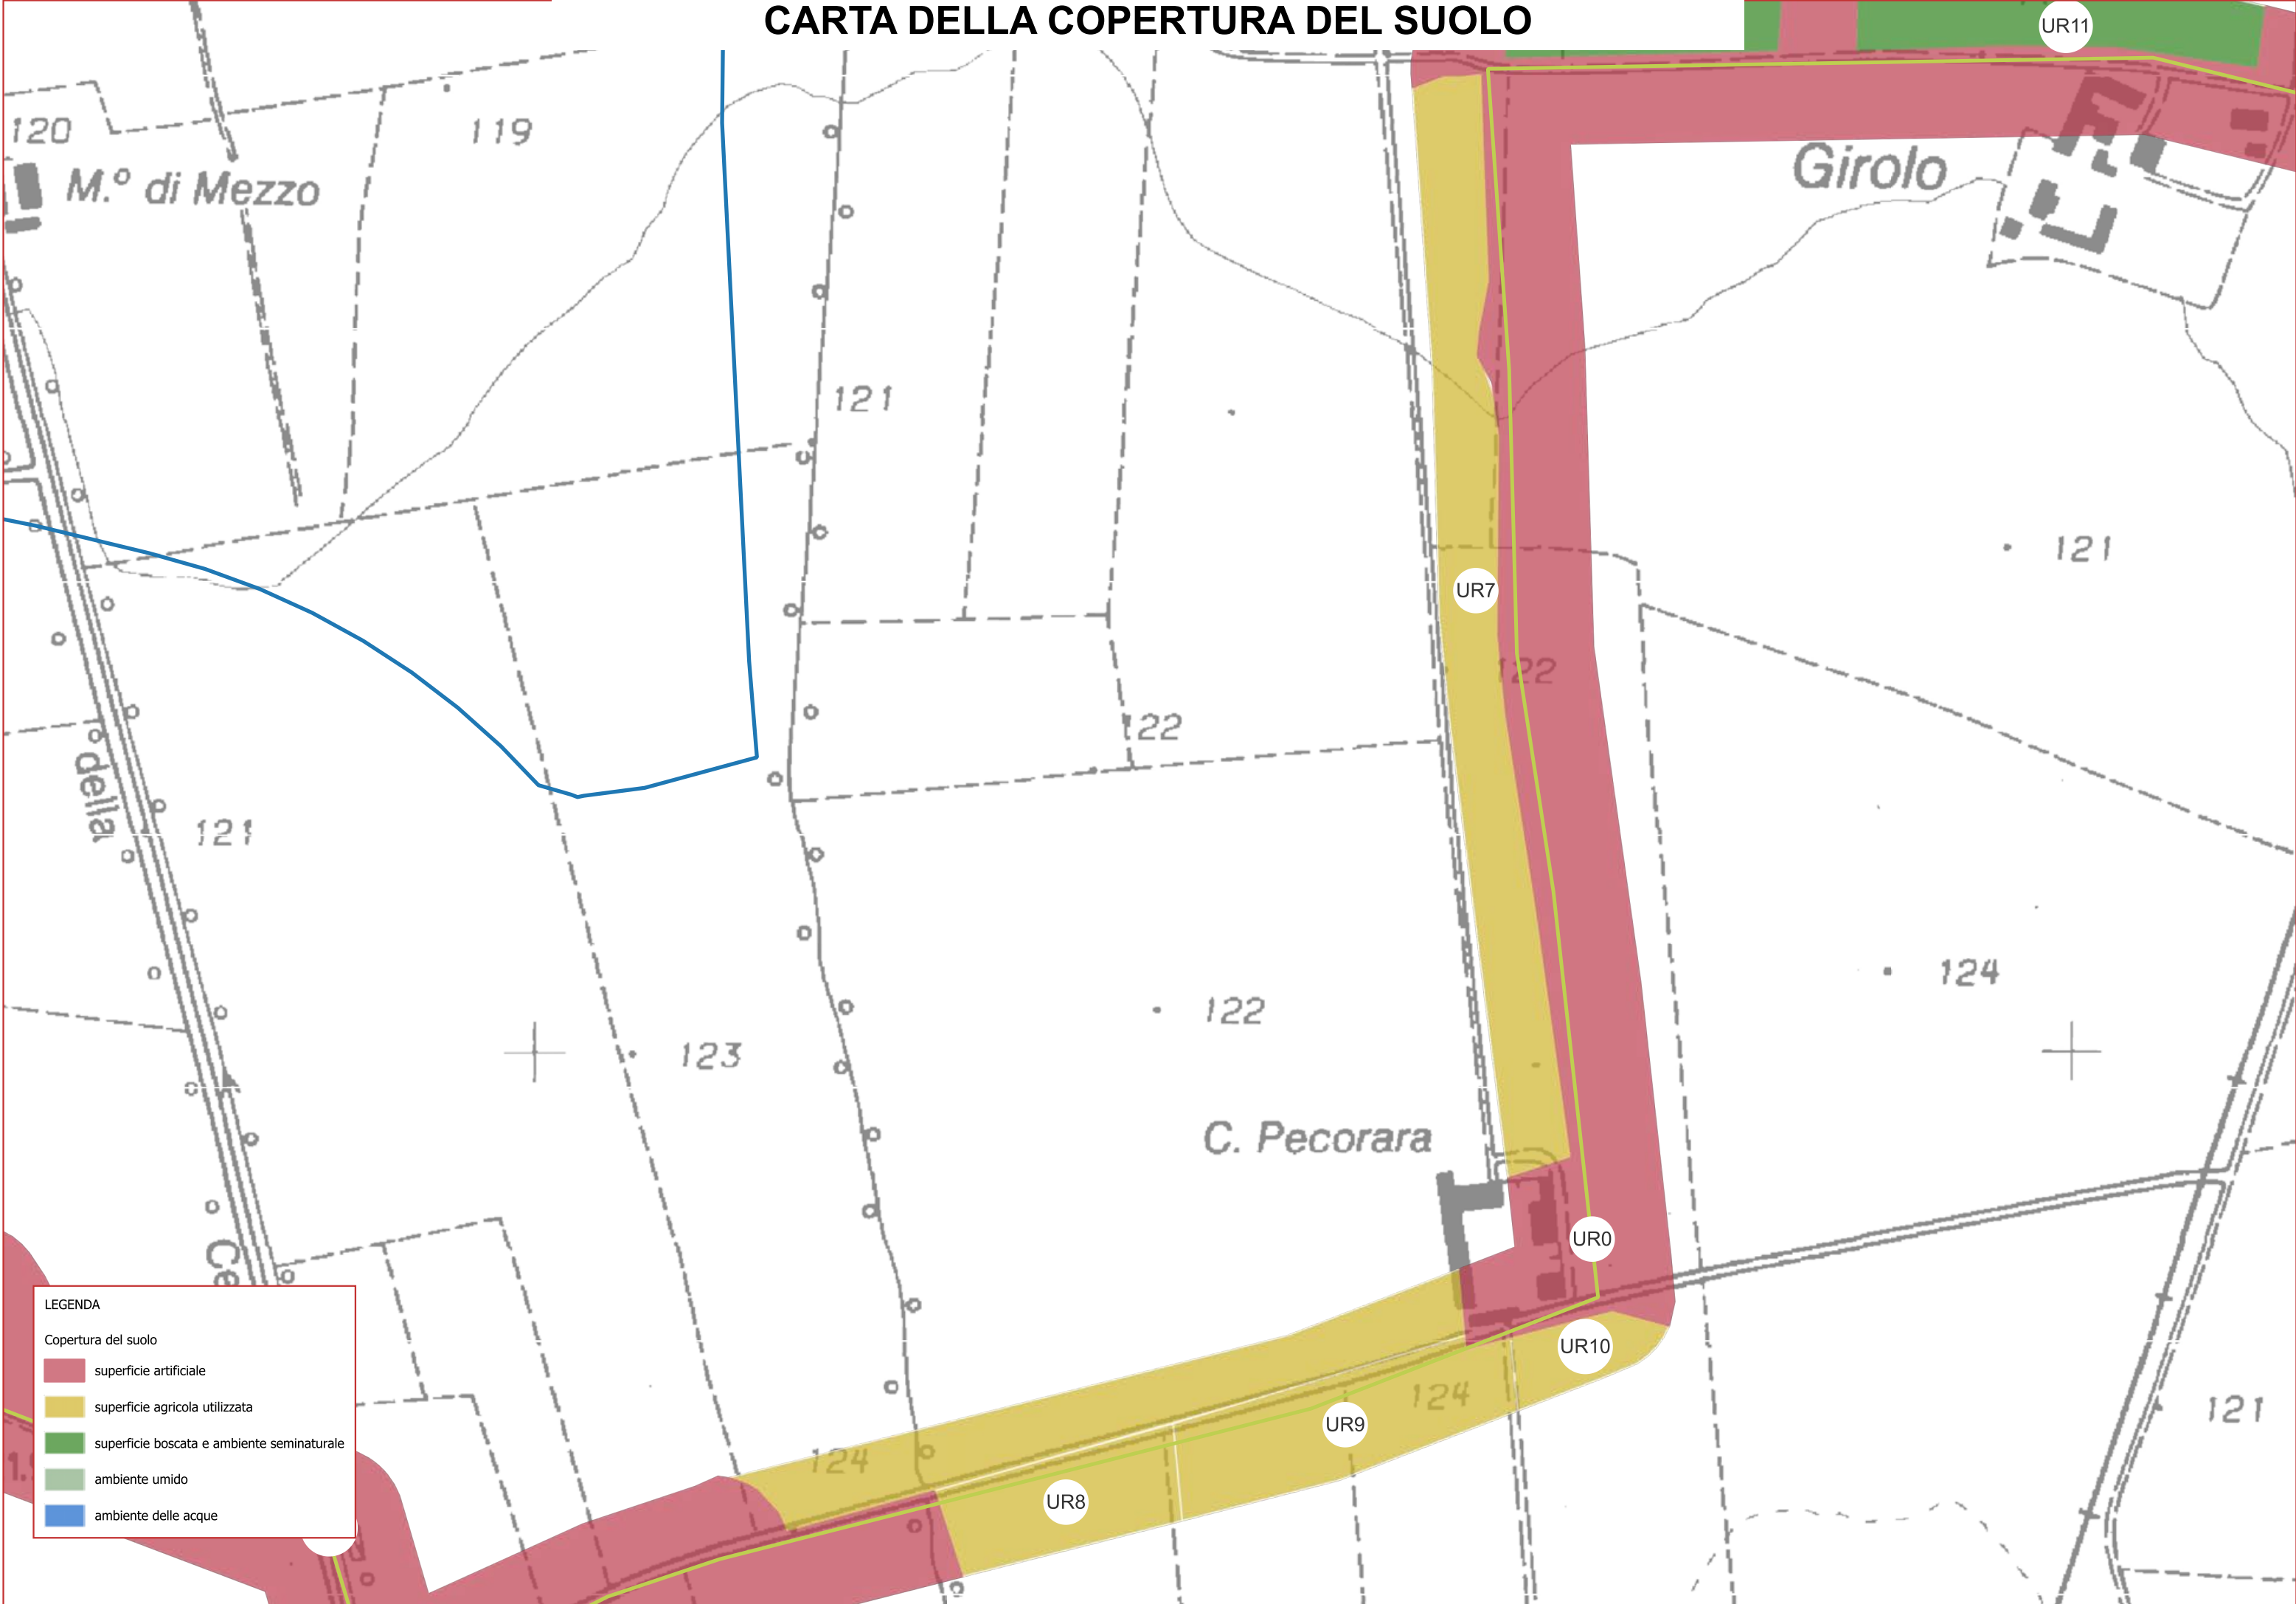 CARTA DELLA COPERTURA DEL SUOLO
UR11
120
119
M.º di Mezzo
Girolo
121
121
UR7
122
122
della
121
124
122
123
C. Pecorara
UR0
Ce
UR10
124
121
UR9
124
UR8
LEGENDA
Copertura del suolo
superficie artificiale
superficie agricola utilizzata
superficie boscata e ambiente seminaturale
ambiente umido
ambiente delle acque